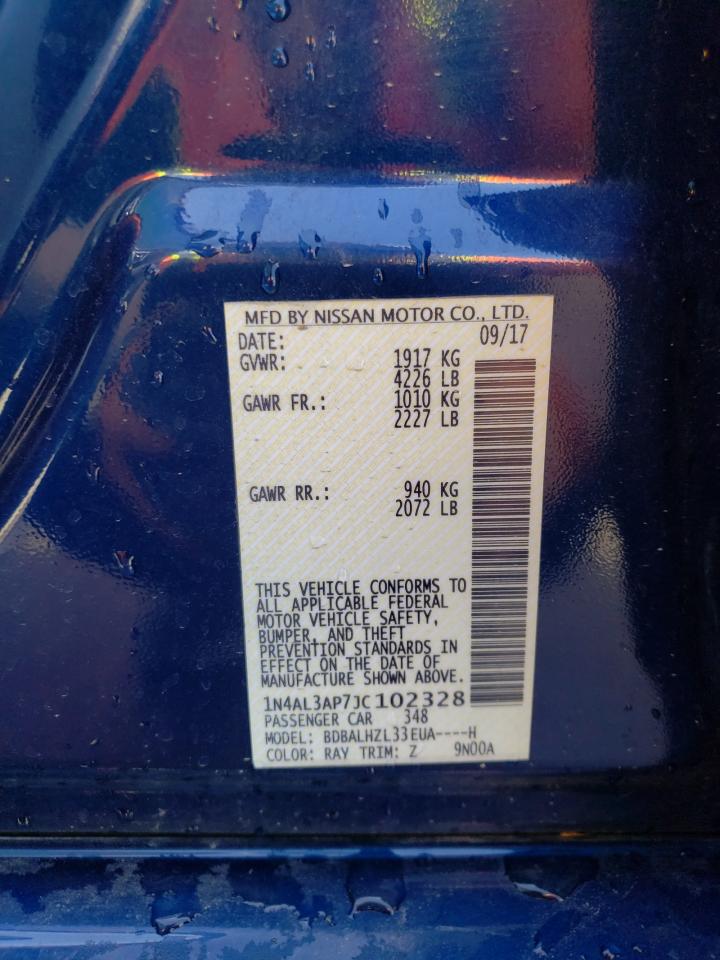 MFD BY NISSAN MOTOR CO., LTD.
DATE: 09/17
GVWR: 1917 KG
4226 LB
GAWR FR.: 1010 KG
2227 LB
GAWR RR.: 940 KG
2072 LB
THIS VEHICLE CONFORMS TO
ALL APPLICABLE FEDERAL
MOTOR VEHICLE SAFETY,
BUMPER, AND THEFT
PREVENTION STANDARDS IN
EFFECT ON THE DATE OF
MANUFACTURE SHOWN ABOVE.
1N4AL3AP7JC102328
PASSENGER CAR 348
MODEL: BDBALHZL33EUA----H
COLOR: RAY TRIM: Z 9N00A